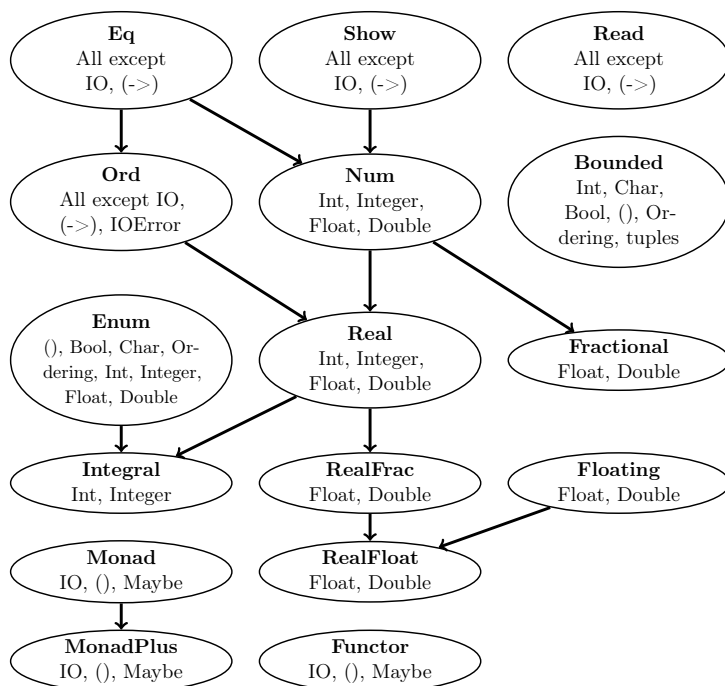 Eq
All except
IO, (->)
Show
All except
IO, (->)
Read
All except
IO, (->)
Ord
All except IO,
(->), IOError
Num
Int, Integer,
Float, Double
Bounded
Int, Char,
Bool, (), Or-
dering, tuples
Enum
(), Bool, Char, Or-
dering, Int, Integer,
Float, Double
Real
Int, Integer,
Float, Double
Fractional
Float, Double
Integral
Int, Integer
RealFrac
Float, Double
Floating
Float, Double
Monad
IO, (), Maybe
RealFloat
Float, Double
MonadPlus
IO, (), Maybe
Functor
IO, (), Maybe